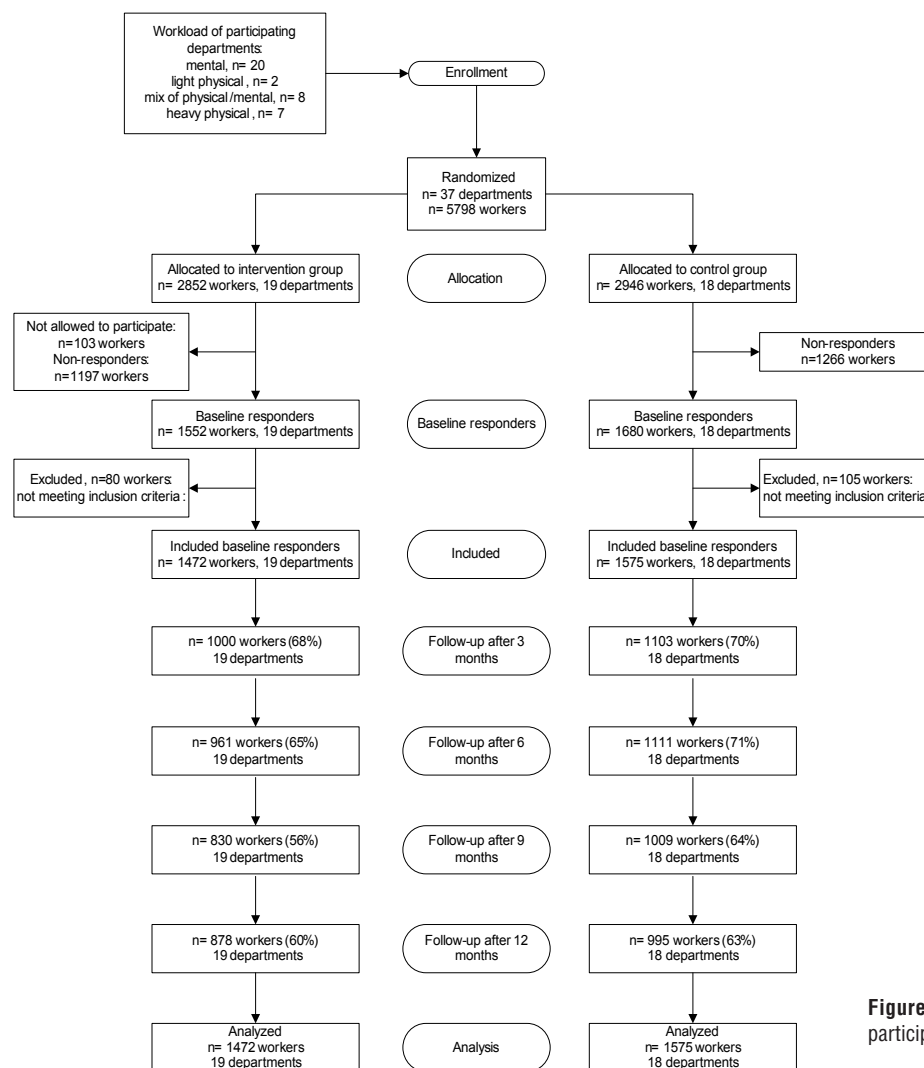 Workload of participating
departments:
mental, n= 20
light physical , n= 2
mix of physical/mental, n= 8
heavy physical , n= 7
Enrollment
Randomized
n= 37 departments
n= 5798 workers
Allocated to intervention group
n= 2852 workers, 19 departments
Allocation
Allocated to control group
n= 2946 workers, 18 departments
Not allowed to participate:
n=103 workers
Non-responders:
n=1197 workers
Non-responders
n=1266 workers
Baseline responders
n= 1552 workers, 19 departments
Baseline responders
Baseline responders
n= 1680 workers, 18 departments
Excluded , n=80 workers:
not meeting inclusion criteria :
Excluded, n=105 workers:
not meeting inclusion criteria
Included baseline responders
n= 1472 workers, 19 departments
Included
Included baseline responders
n= 1575 workers, 18 departments
n= 1000 workers (68%)
19 departments
Follow-up after 3
months
n= 1103 workers (70%)
18 departments
n= 961 workers (65%)
19 departments
Follow-up after 6
months
n= 1111 workers (71%)
18 departments
n= 830 workers (56%)
19 departments
Follow-up after 9
months
n= 1009 workers (64%)
18 departments
n= 878 workers (60%)
19 departments
Follow-up after 12
months
n= 995 workers (63%)
18 departments
Analyzed
n= 1472 workers
19 departments
Analysis
Analyzed
n= 1575 workers
18 departments
Figure
particip